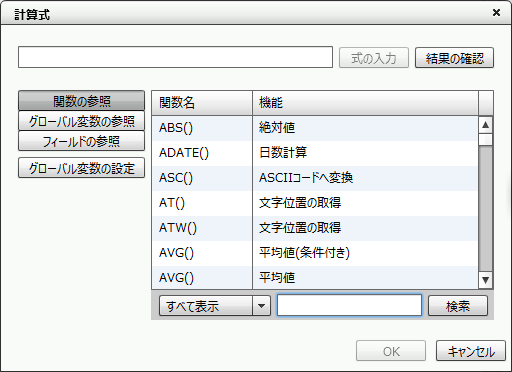 計算式
式の入力 結果の確認
関数の参照
グローバル変数の参照
フィールドの参照
グローバル変数の設定
関数名 機能
ABS() 絶対値
ADATE() 日数計算
ASC() ASCIIコードへ変換
AT() 文字位置の取得
ATW() 文字位置の取得
AVG() 平均値(条件付き)
AVG() 平均値
すべて表示 検索
OK キャンセル